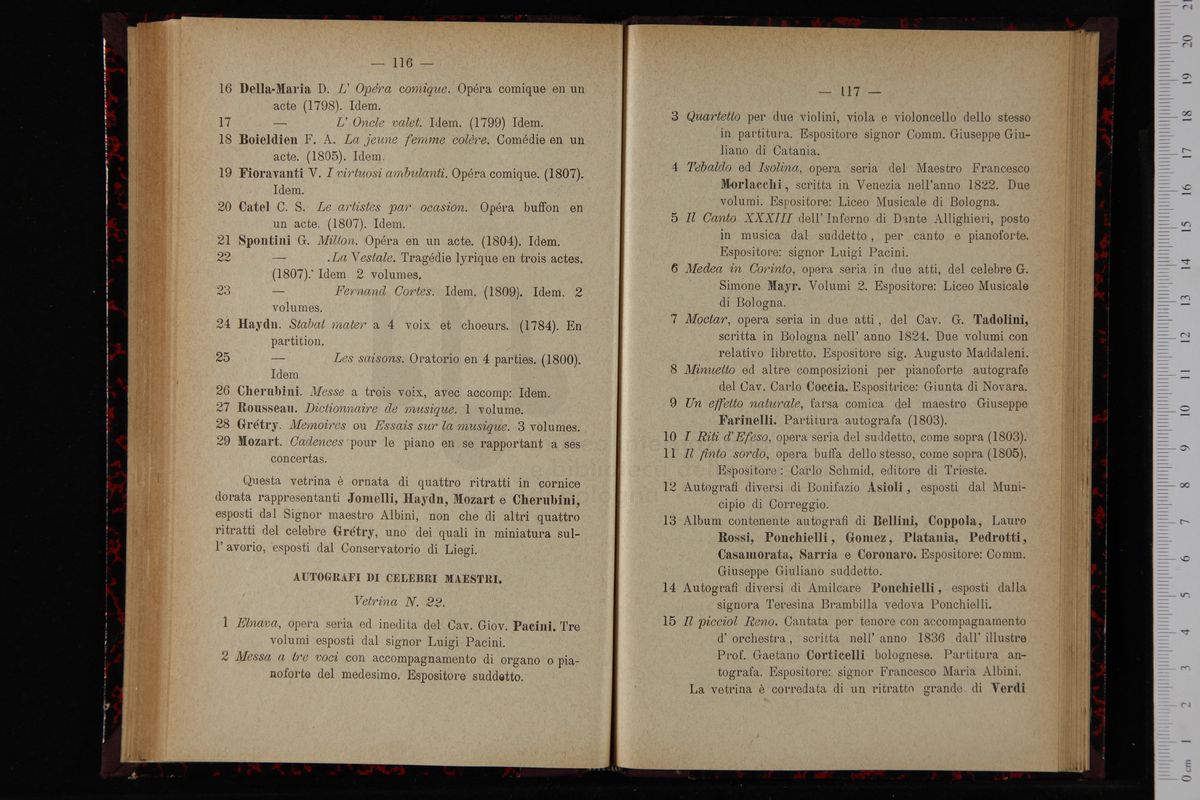 — 116 —
16 Della-Maria D. L' Opéra comique. Opéra comique en un
acte (1798). Idem.
17 — L' Oncle valet. Idem. (1799) Idem.
18 Boieldien F. A. La jeune femme colère. Comédie en un
acte. (1805). Idem.
19 Fioravanti V. I virtuosi ambulanti. Opéra comique. (1807).
Idem.
20 Catel C. S. Le artistes par ocasion. Opéra buffon en
un acte. (1807). Idem.
21 Spontini G. Milton. Opéra en un acte. (1804). Idem.
22 — .La Vestale. Tragédie lyrique en trois actes.
(1807). Idem 2 volumes.
23 — Fernand Cortes. Idem. (1809). Idem. 2
volumes.
24 Haydn. Stabat mater a 4 voix et choeurs. (1784). En
partition.
25 — Les saisons. Oratorio en 4 parties. (1800).
Idem
26 Cherubini. Messe a trois voix, avec accomp: Idem.
27 Rousseau. Dictionnaire de musique. 1 volume.
28 Grétry. Memoires ou Essais sur la musique. 3 volumes.
29 Mozart. Cadences pour le piano en se rapportant a ses
concertas.
Questa vetrina è ornata di quattro ritratti in cornice
dorata rappresentanti Jomelli, Haydn, Mozart e Cherubini,
esposti dal Signor maestro Albini, non che di altri quattro
ritratti del celebre Grétry, uno dei quali in miniatura sul-
l' avorio, esposti dal Conservatorio di Liegi.
AUTOGRAFI DI CELEBRI MAESTRI.
Vetrina N. 22.
1 Elnava, opera seria ed inedita del Cav. Giov. Pacini. Tre
volumi esposti dal signor Luigi Pacini.
2 Messa a tre voci con accompagnamento di organo o pia-
noforte del medesimo. Espositore suddetto.
— 117 —
3 Quartetto per due violini, viola e violoncello dello stesso
in partitura. Espositore signor Comm. Giuseppe Giu-
liano di Catania.
4 Tebaldo ed Isolina, opera seria del Maestro Francesco
Morlacchi, scritta in Venezia nell'anno 1822. Due
volumi. Espositore: Liceo Musicale di Bologna.
5 Il Canto XXXIII dell' Inferno di Dante Allighieri, posto
in musica dal suddetto, per canto e pianoforte.
Espositore: signor Luigi Pacini.
6 Medea in Corinto, opera seria in due atti, del celebre G.
Simone Mayr. Volumi 2. Espositore: Liceo Musicale
di Bologna.
7 Moctar, opera seria in due atti, del Cav. G. Tadolini,
scritta in Bologna nell' anno 1824. Due volumi con
relativo libretto. Espositore sig. Augusto Maddaleni.
8 Minuetto ed altre composizioni per pianoforte autografe
del Cav. Carlo Coccia. Espositrice: Giunta di Novara.
9 Un effetto naturale, farsa comica del maestro Giuseppe
Farinelli. Partitura autografa (1803).
10 I Riti d'Efeso, opera seria del suddetto, come sopra (1803).
11 Il finto sordo, opera buffa dello stesso, come sopra (1805).
Espositore: Carlo Schmid, editore di Trieste.
12 Autografi diversi di Bonifazio Asioli, esposti dal Muni-
cipio di Correggio.
13 Album contenente autografi di Bellini, Coppola, Lauro
Rossi, Ponchielli, Gomez, Platania, Pedrotti,
Casamorata, Sarria e Coronaro. Espositore: Comm.
Giuseppe Giuliano suddetto.
14 Autografi diversi di Amilcare Ponchielli, esposti dalla
signora Teresina Brambilla vedova Ponchielli.
15 Il picciol Reno. Cantata per tenore con accompagnamento
d' orchestra, scritta nell' anno 1836 dall' illustre
Prof. Gaetano Corticelli bolognese. Partitura au-
tografa. Espositore: signor Francesco Maria Albini.
La vetrina è corredata di un ritratto grande di Verdi
0 cm 1 2 3 4 5 6 7 8 9 10 11 12 13 14 15 16 17 18 19 20 21